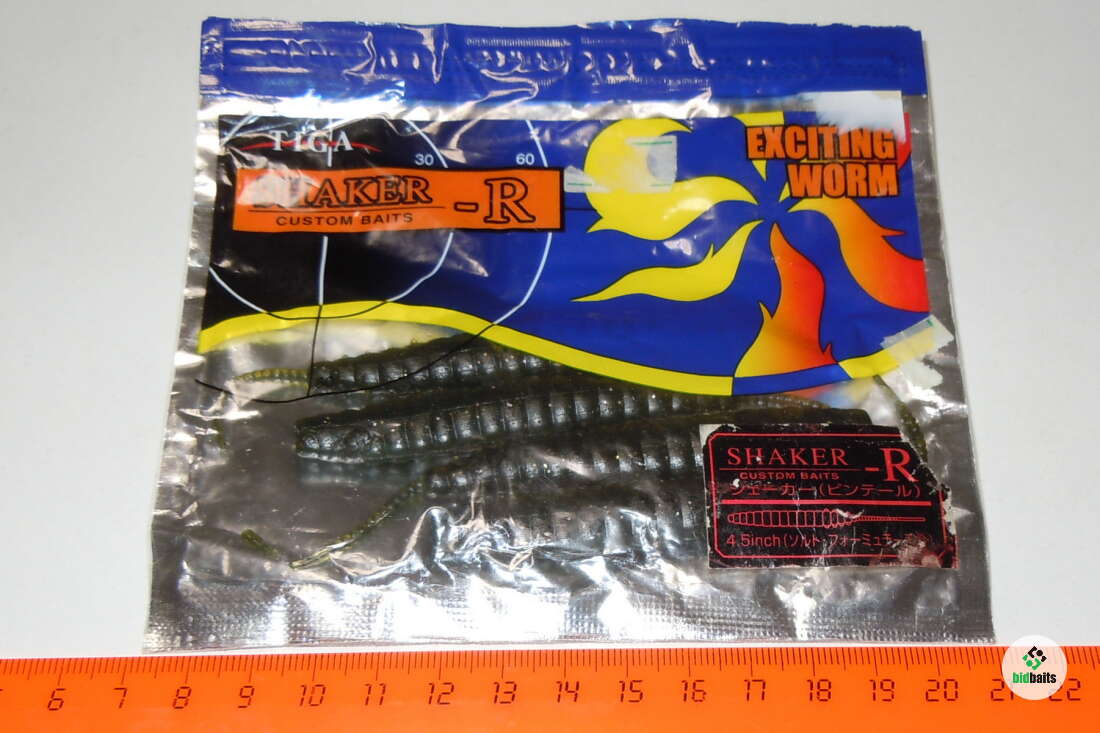 TIGA
30 60
EXCITING
WORM
SHAKER -R
CUSTOM BAITS
SHAKER -R
CUSTOM BAITS
シェーカー(ピンテール)
4.5inch(ソルト・フォーミュラ
6 7 8 9 10 11 12 13 14 15 16 17 18 19 20 21 22
bidbaits